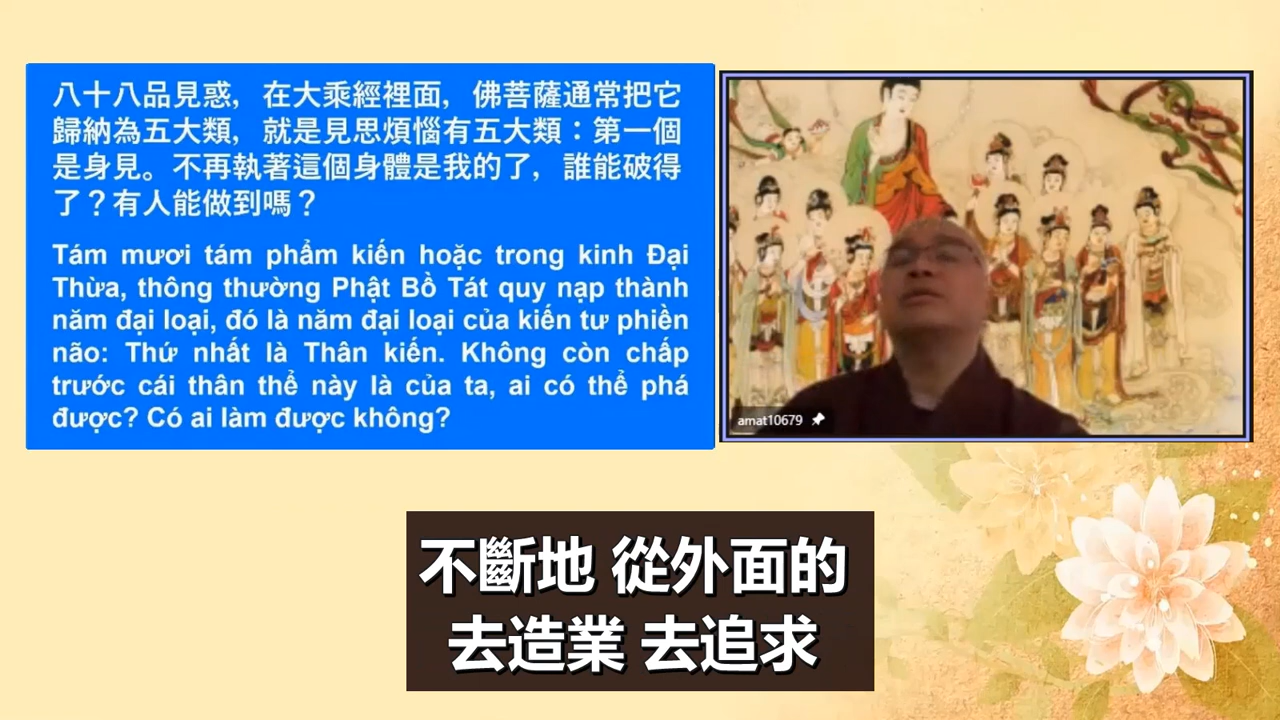 八十八品見惑，在大乘經裡面，佛菩薩通常把它
歸納為五大類，就是見思煩惱有五大類：第一個
是身見。不再執著這個身體是我的了，誰能破得
了？有人能做到嗎？
Tám mươi tám phẩm kiến hoặc trong kinh Đại
Thừa, thông thường Phật Bồ Tát quy nạp thành
năm đại loại, đó là năm đại loại của kiến tư phiền
não: Thứ nhất là Thân kiến. Không còn chấp
trước cái thân thể này là của ta, ai có thể phá
được? Có ai làm được không?
amat10679
不斷地 從外面的
去造業 去追求